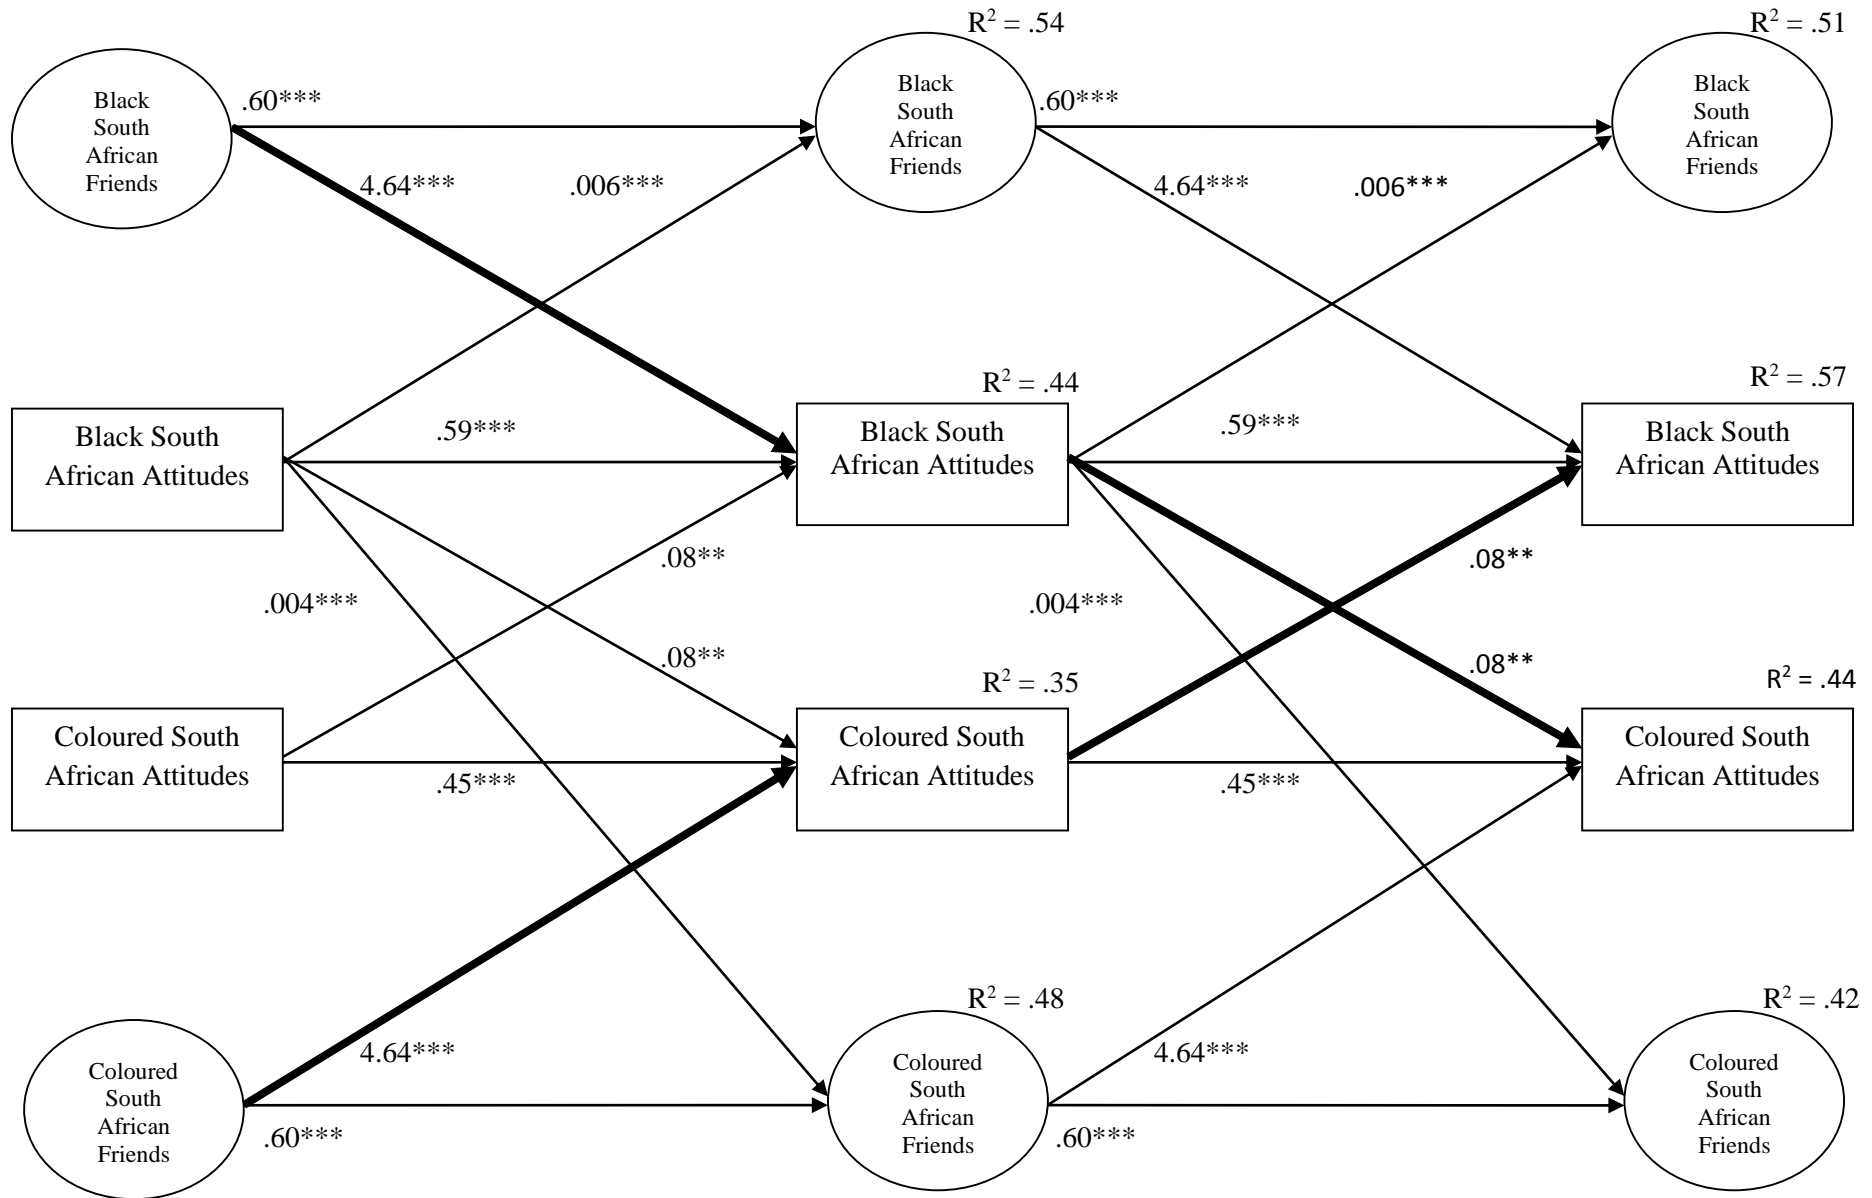 R² = .54
R² = .51
Black
South
African
Friends
.60***
Black
South
African
Friends
.60***
Black
South
African
Friends
4.64***
.006***
4.64***
.006***
R² = .44
R² = .57
Black South
African Attitudes
.59***
Black South
African Attitudes
.59***
Black South
African Attitudes
.08**
.08**
.004***
.004***
.08**
.08**
R² = .35
R² = .44
Coloured South
African Attitudes
.45***
Coloured South
African Attitudes
.45***
Coloured South
African Attitudes
R² = .48
R² = .42
4.64***
4.64***
Coloured
South
African
Friends
.60***
Coloured
South
African
Friends
.60***
Coloured
South
African
Friends